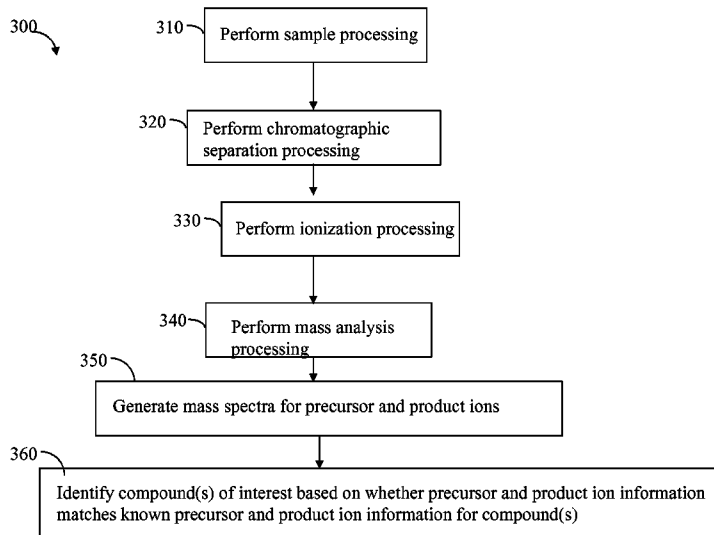 300
310
Perform sample processing
320
Perform chromatographic
separation processing
330
Perform ionization processing
340
Perform mass analysis
processing
350
Generate mass spectra for precursor and product ions
360
Identify compound(s) of interest based on whether precursor and product ion information
matches known precursor and product ion information for compound(s)